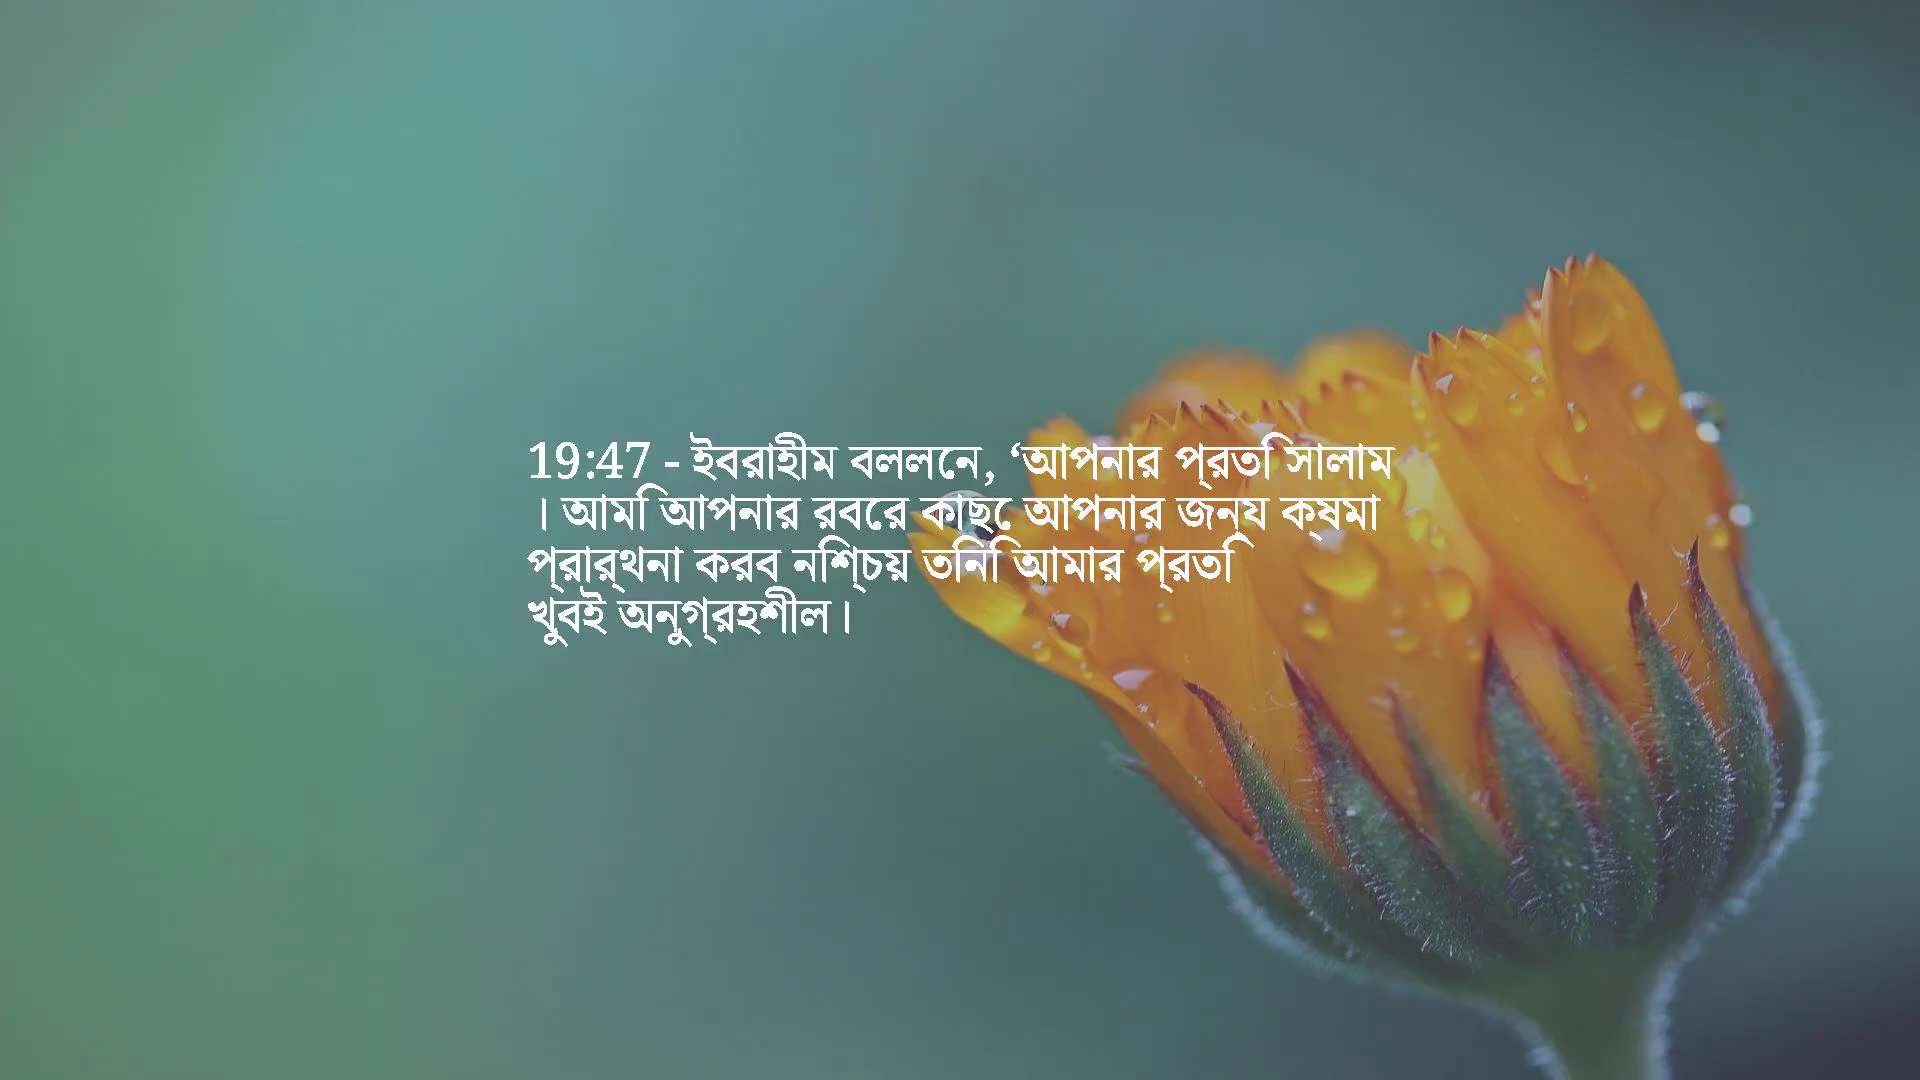 19:47 - ইবরাহীম বললেন, ‘আপনার প্রতি সালাম
। আমি আপনার রবের কাছে আপনার জন্য ক্ষমা
প্রার্থনা করব নিশ্চয় তিনি আমার প্রতি
খুবই অনুগ্রহশীল।